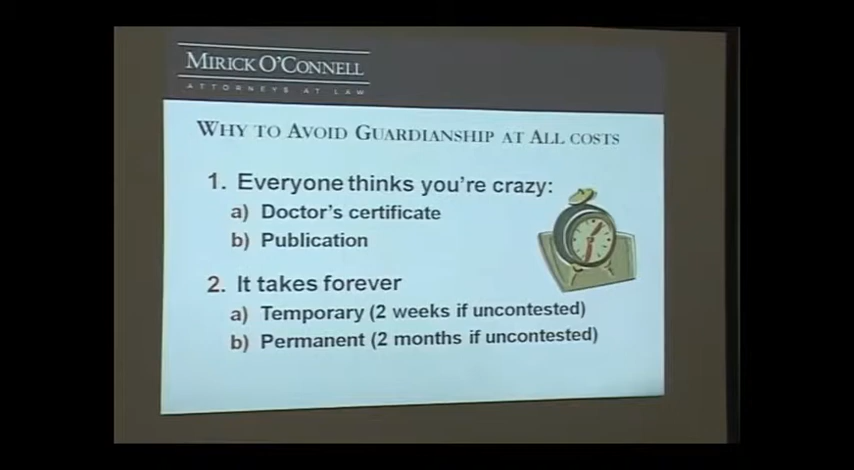 MIRICK O'CONNELL
ATTORNEYS AT LAW
WHY TO AVOID GUARDIANSHIP AT ALL COSTS
1. Everyone thinks you're crazy:
a) Doctor's certificate
b) Publication
2. It takes forever
a) Temporary (2 weeks if uncontested)
b) Permanent (2 months if uncontested)